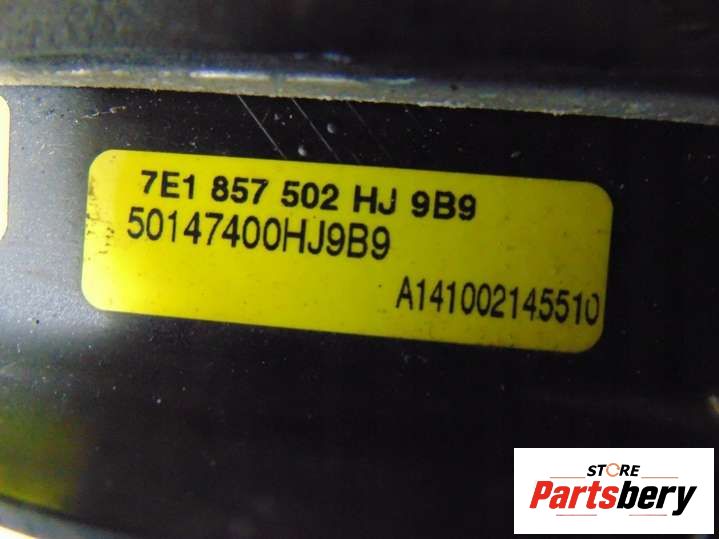 7E1 857 502 HJ 9B9
50147400HJ9B9
A141002145510
STORE
Partsbery